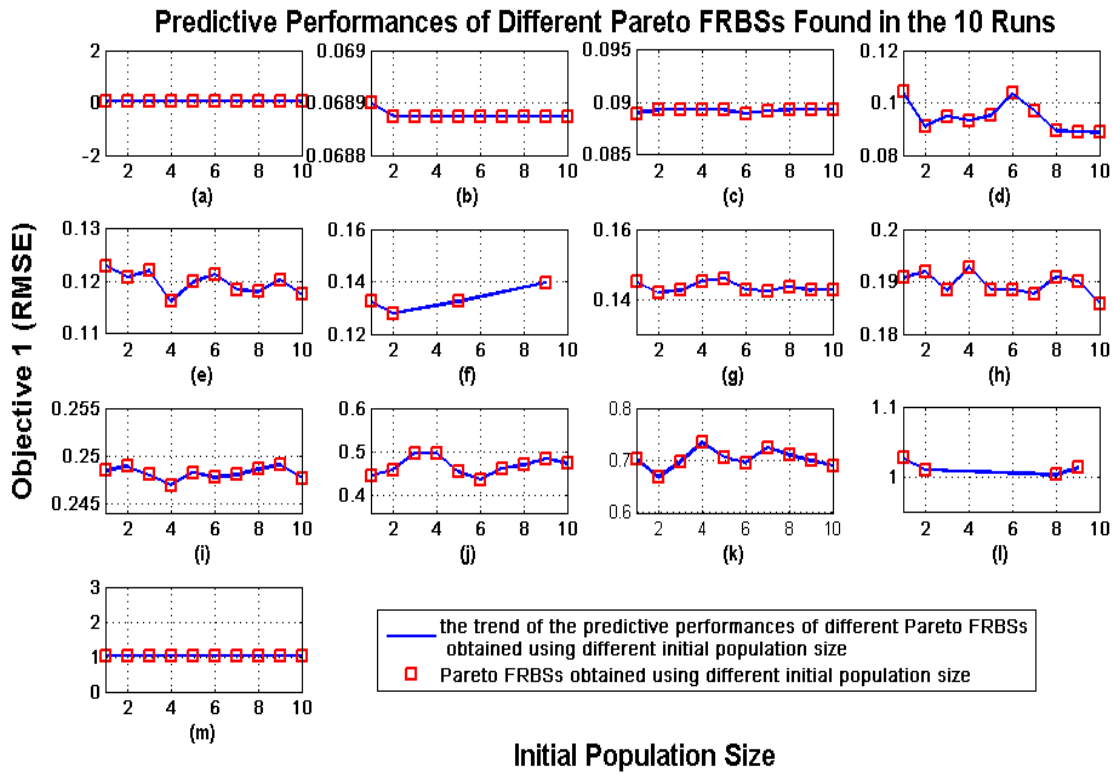 Predictive Performances of Different Pareto FRBSs Found in the 10 Runs
Objective 1 (RMSE)
2
0
-2
2 4 6 8 10
(a)
0.069
0.0689
0.0688
2 4 6 8 10
(b)
0.095
0.09
0.085
2 4 6 8 10
(c)
0.12
0.1
0.08
2 4 6 8 10
(d)
0.13
0.12
0.11
2 4 6 8 10
(e)
0.16
0.14
0.12
2 4 6 8 10
(f)
0.16
0.14
2 4 6 8 10
(g)
0.2
0.19
0.18
2 4 6 8 10
(h)
0.255
0.25
0.245
2 4 6 8 10
(i)
0.6
0.5
0.4
2 4 6 8 10
(j)
0.8
0.7
0.6
2 4 6 8 10
(k)
1.1
1
2 4 6 8 10
(l)
3
2
1
0
2 4 6 8 10
(m)
the trend of the predictive performances of different Pareto FRBSs
obtained using different initial population size
Pareto FRBSs obtained using different initial population size
Initial Population Size